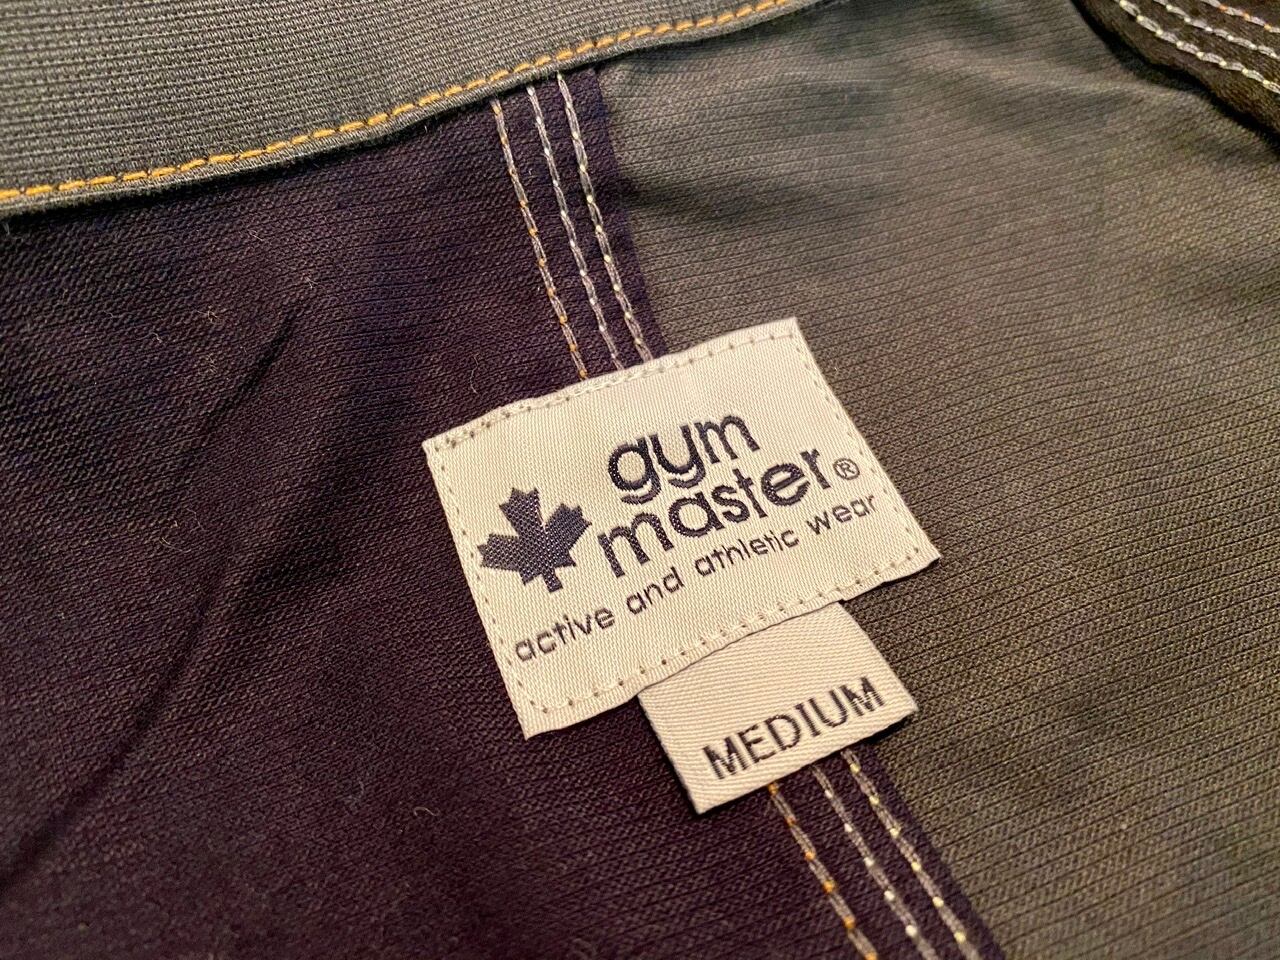 gym
master®
active and athletic wear
MEDIUM